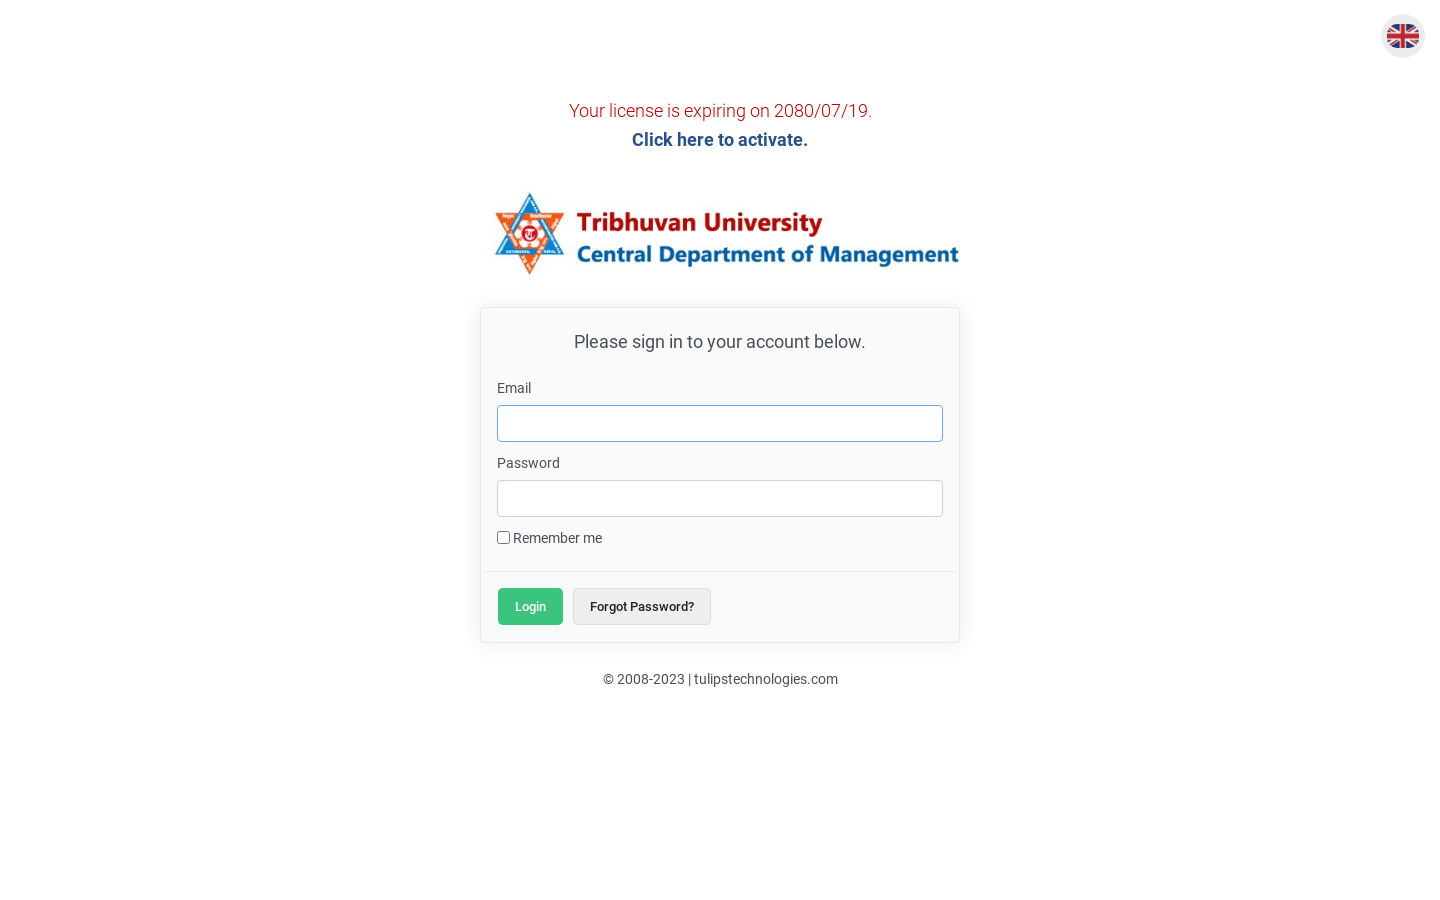 Your license is expiring on 2080/07/19.
Click here to activate.
Tribhuvan University
Central Department of Management
Please sign in to your account below.
Email
Password
Remember me
Login
Forgot Password?
© 2008-2023 | tulipstechnologies.com